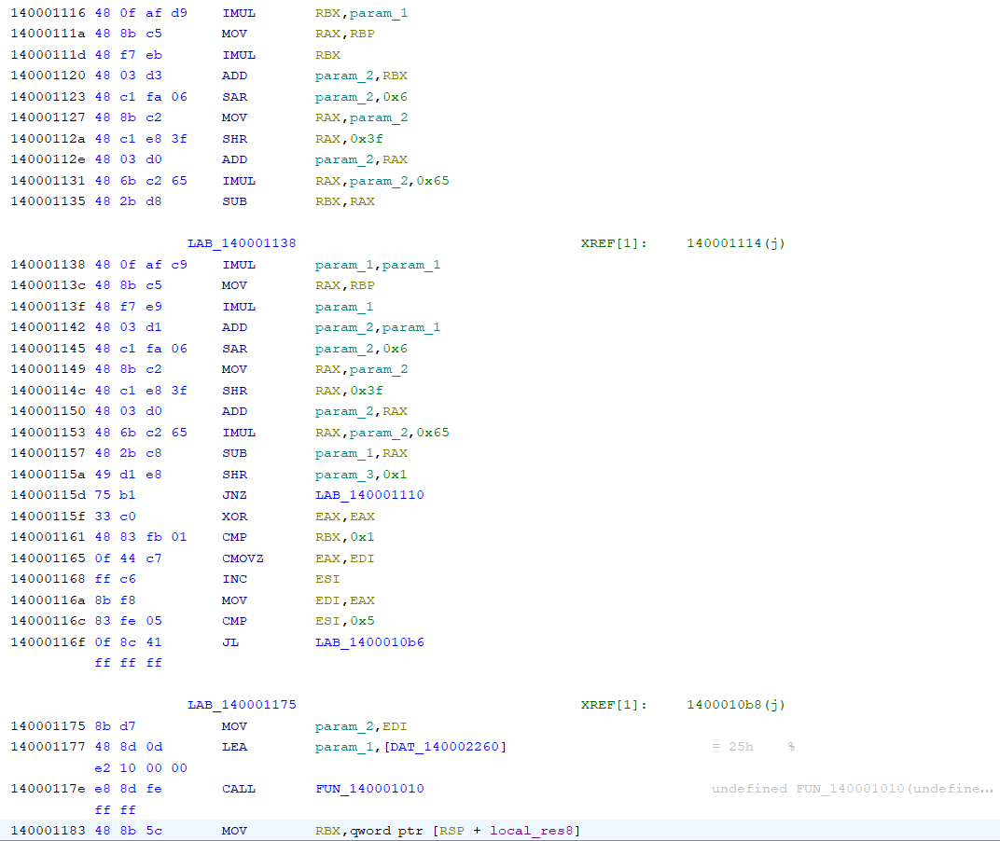 140001116 48 0f af d9 IMUL RBX,param_1
14000111a 48 8b c5 MOV RAX,RBP
14000111d 48 f7 eb IMUL RBX
140001120 48 03 d3 ADD param_2,RBX
140001123 48 c1 fa 06 SAR param_2,0x6
140001127 48 8b c2 MOV RAX,param_2
14000112a 48 c1 e8 3f SHR RAX,0x3f
14000112e 48 03 d0 ADD param_2,RAX
140001131 48 6b c2 65 IMUL RAX,param_2,0x65
140001135 48 2b d8 SUB RBX,RAX
LAB_140001138 XREF[1]: 140001114(j)
140001138 48 0f af c9 IMUL param_1,param_1
14000113c 48 8b c5 MOV RAX,RBP
14000113f 48 f7 e9 IMUL param_1
140001142 48 03 d1 ADD param_2,param_1
140001145 48 c1 fa 06 SAR param_2,0x6
140001149 48 8b c2 MOV RAX,param_2
14000114c 48 c1 e8 3f SHR RAX,0x3f
140001150 48 03 d0 ADD param_2,RAX
140001153 48 6b c2 65 IMUL RAX,param_2,0x65
140001157 48 2b c8 SUB param_1,RAX
14000115a 49 d1 e8 SHR param_3,0x1
14000115d 75 b1 JNZ LAB_140001110
14000115f 33 c0 XOR EAX,EAX
140001161 48 83 fb 01 CMP RBX,0x1
140001165 0f 44 c7 CMOVZ EAX,EDI
140001168 ff c6 INC ESI
14000116a 8b f8 MOV EDI,EAX
14000116c 83 fe 05 CMP ESI,0x5
14000116f 0f 8c 41 JL LAB_1400010b6
ff ff ff
LAB_140001175 XREF[1]: 1400010b8(j)
140001175 8b d7 MOV param_2,EDI
140001177 48 8d 0d LEA param_1,[DAT_140002260] = 25h %
e2 10 00 00
14000117e e8 8d fe CALL FUN_140001010 undefined FUN_140001010(undefine...
ff ff
140001183 48 8b 5c MOV RBX,qword ptr [RSP + local_res8]